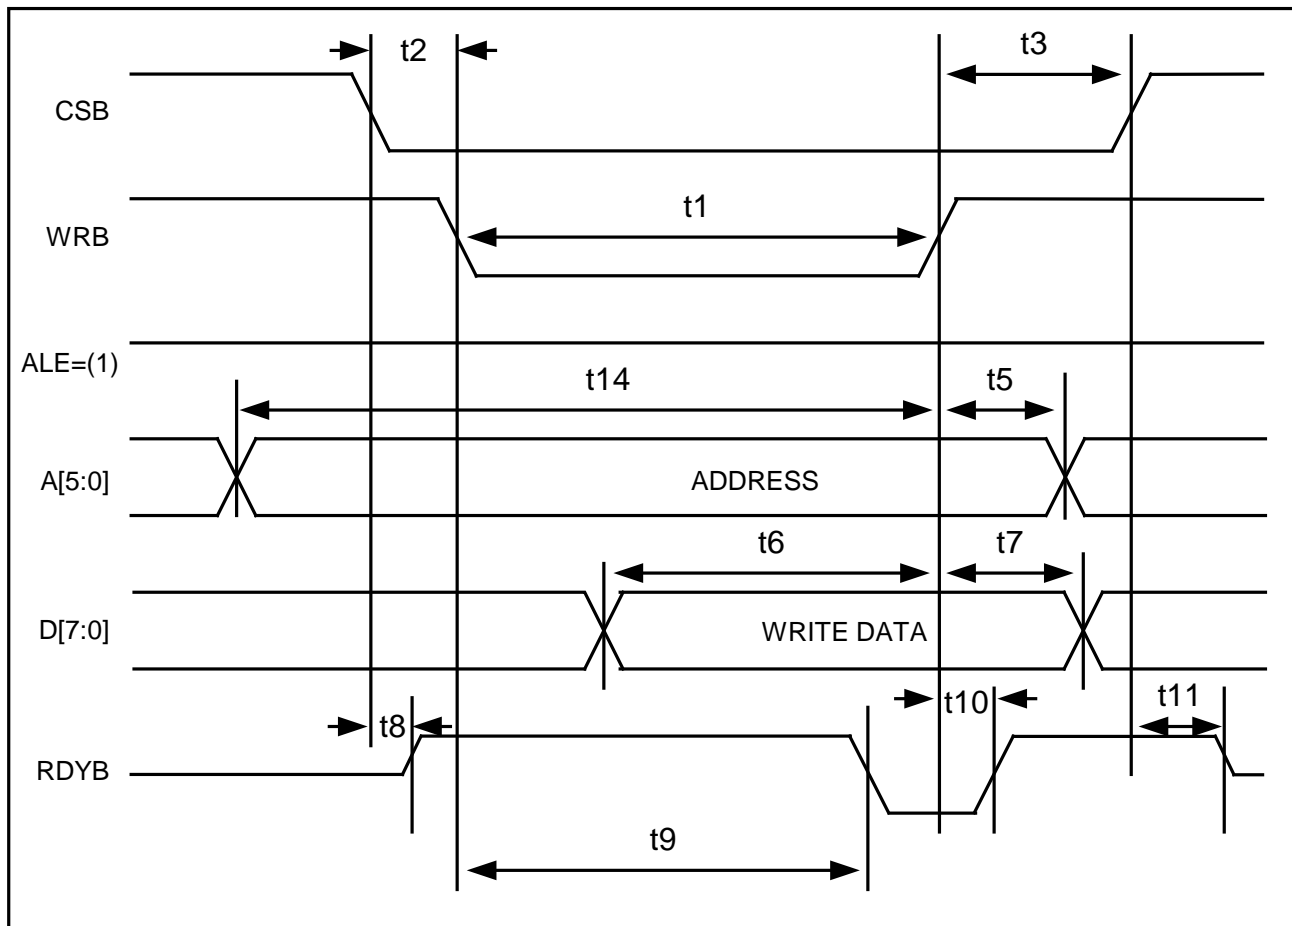 t2
t3
CSB
t1
WRB
ALE=(1)
t14
t5
A[5:0]
ADDRESS
t6
t7
D[7:0]
WRITE DATA
t8
t10
t11
RDYB
t9